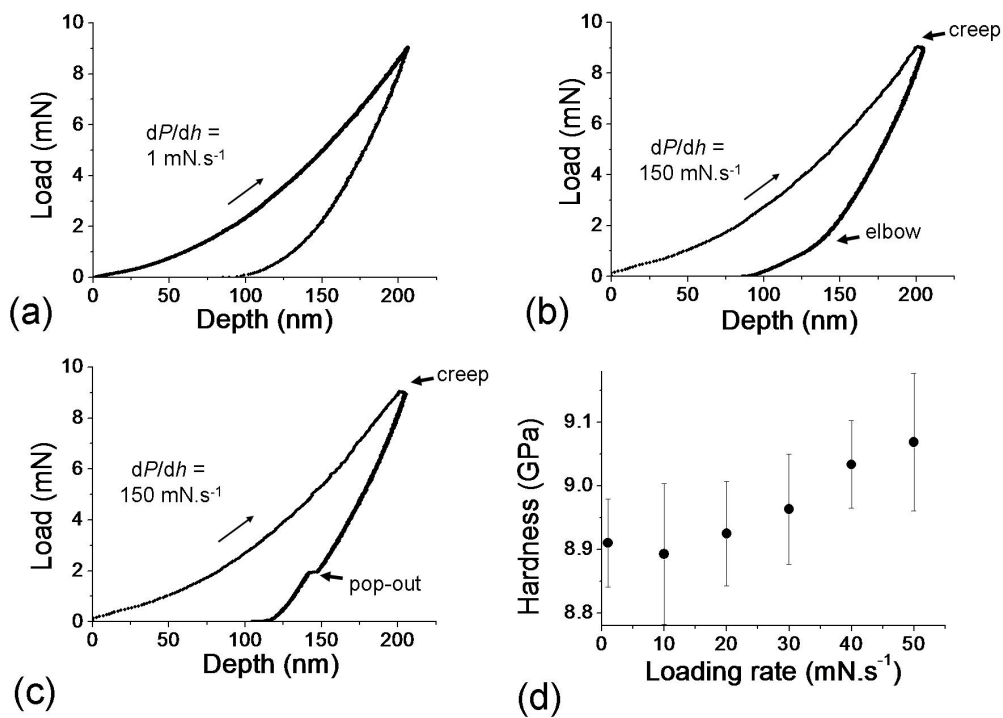 10
8
6
4
2
0
Load (mN)
dP/dh =
1 mN.s-1
0 50 100 150 200
Depth (nm)
(a)
10
8
6
4
2
0
Load (mN)
creep
dP/dh =
150 mN.s-1
elbow
0 50 100 150 200
Depth (nm)
(b)
10
8
6
4
2
0
Load (mN)
creep
dP/dh =
150 mN.s-1
pop-out
0 50 100 150 200
Depth (nm)
(c)
9.1
9.0
8.9
8.8
Hardness (GPa)
0 10 20 30 40 50
Loading rate (mN.s-1)
(d)